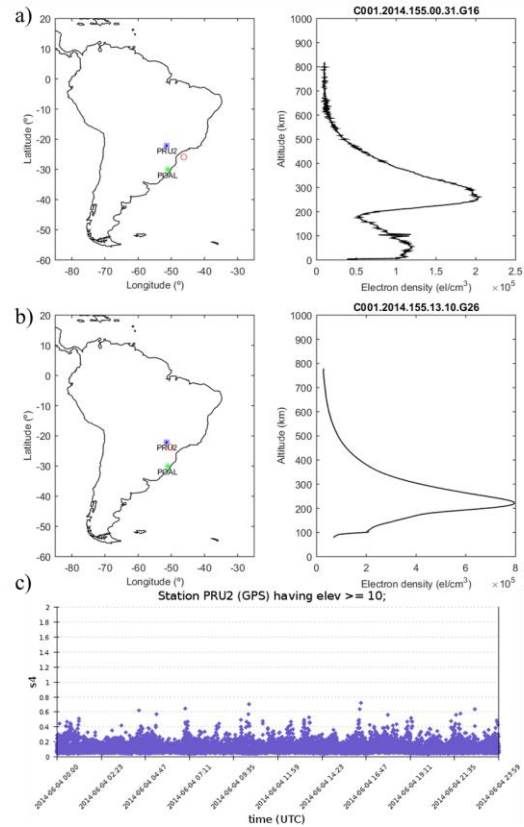 a)
C001.2014.155.00.31.G16
20
10
0
-10
-20
-30
-40
-50
-60
Latitude (º)
PRU2
POAL
-80 -70 -60 -50 -40 -30
Longitude (º)
1000
900
800
700
600
500
400
300
200
100
0
Altitude (km)
0 0.5 1 1.5 2 2.5
Electron density (el/cm³) ×10⁵
b)
C001.2014.155.13.10.G26
20
10
0
-10
-20
-30
-40
-50
-60
Latitude (º)
PRU2
POAL
-80 -70 -60 -50 -40 -30
Longitude (º)
1000
900
800
700
600
500
400
300
200
100
0
Altitude (km)
0 2 4 6 8
Electron density (el/cm³) ×10⁵
c)
Station PRU2 (GPS) having elev >= 10;
2
1.8
1.6
1.4
1.2
1
0.8
0.6
0.4
0.2
0
s4
2014-06-04 00:00
2014-06-04 02:23
2014-06-04 04:47
2014-06-04 07:11
2014-06-04 09:35
2014-06-04 11:59
2014-06-04 14:23
2014-06-04 16:47
2014-06-04 19:11
2014-06-04 21:35
2014-06-04 23:59
time (UTC)